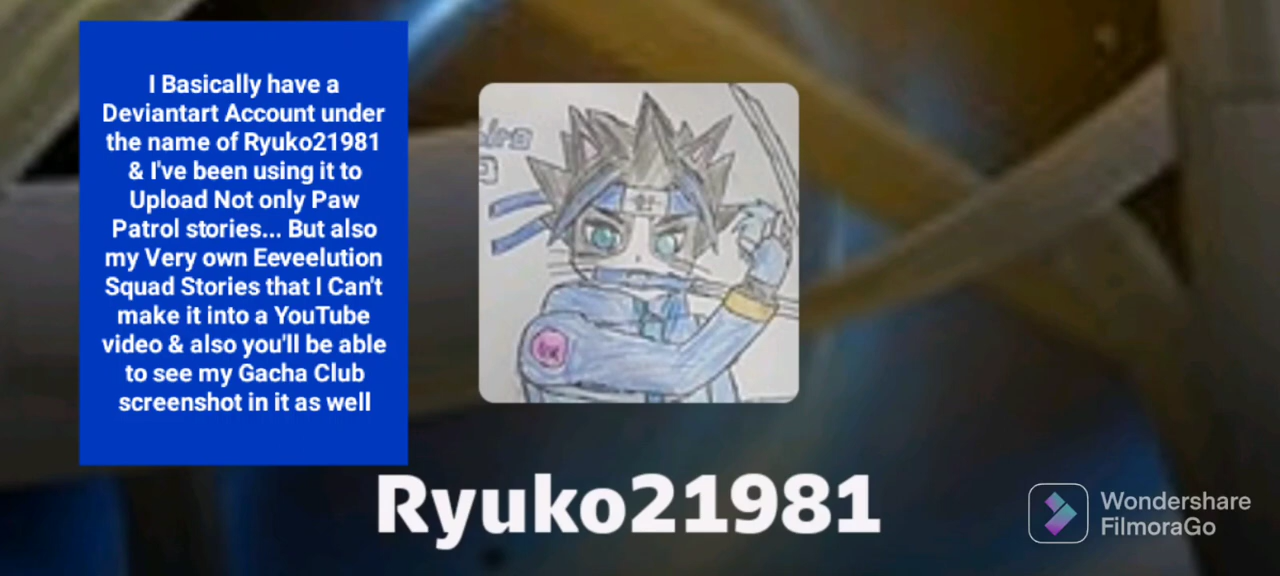 I Basically have a
Deviantart Account under
the name of Ryuko21981
& I've been using it to
Upload Not only Paw
Patrol stories... But also
my Very own Eeveelution
Squad Stories that I Can't
make it into a YouTube
video & also you'll be able
to see my Gacha Club
screenshot in it as well
Ryuko21981
Wondershare
FilmoraGo